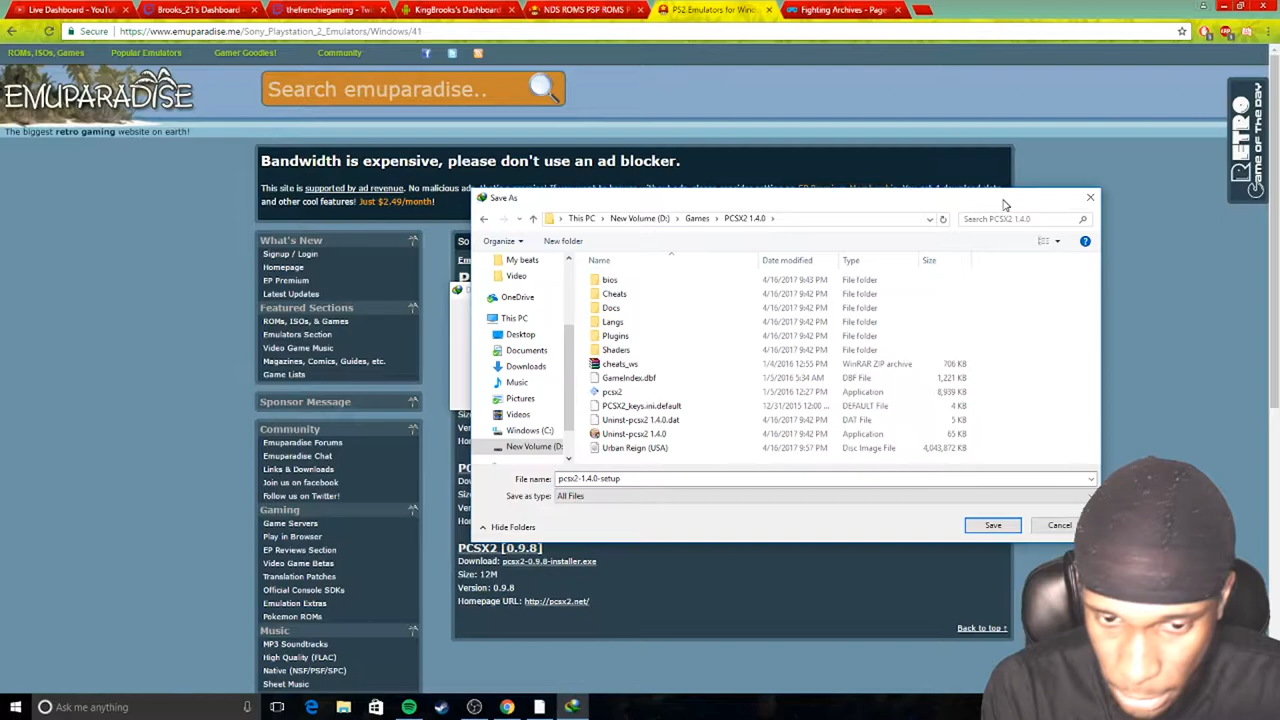 Live Dashboard - YouTu
Brooks_21's Dashboard
thefrenchiegaming - Twit
KingBrooks's Dashboard
NDS ROMS PSP ROMS
PS2 Emulators for Wind
Fighting Archives - Page
Secure
https://www.emuparadise.me/Sony_Playstation_2_Emulators/Windows/41
ROMs, ISOs, Games
Popular Emulators
Gamer Goodies!
Community
EMUPARADISE
Search emuparadise..
The biggest retro gaming website on earth!
RETRO
GAME OF THE DAY
Bandwidth is expensive, please don't use an ad blocker.
This site is supported by ad revenue. No malicious
and other cool features! Just $2.49/month!
What's New
Signup / Login
Homepage
EP Premium
Latest Updates
Featured Sections
ROMs, ISOs, & Games
Emulators Section
Video Game Music
Magazines, Comics, Guides, etc.
Game Lists
Sponsor Message
Community
Emuparadise Forums
Emuparadise Chat
Links & Downloads
Join us on facebook!
Follow us on Twitter!
Gaming
Game Servers
Play in Browser
EP Reviews Section
Video Game Betas
Translation Patches
Official Console SDKs
Emulation Extras
Pokemon ROMs
Music
MP3 Soundtracks
High Quality (FLAC)
Native (NSF/PSF/SPC)
Sheet Music
Save As
This PC
New Volume (D:)
Games
PCSX2 1.4.0
Search PCSX2 1.4.0
Organize
New folder
My beats
Video
OneDrive
This PC
Desktop
Documents
Downloads
Music
Pictures
Videos
Windows (C:)
New Volume (D:
Name Date modified Type Size
bios 4/16/2017 9:43 PM File folder
Cheats 4/16/2017 9:42 PM File folder
Docs 4/16/2017 9:42 PM File folder
Langs 4/16/2017 9:42 PM File folder
Plugins 4/16/2017 9:42 PM File folder
Shaders 4/16/2017 9:42 PM File folder
cheats_ws 1/4/2016 12:55 PM WinRAR ZIP archive 706 KB
GameIndex.dbf 1/5/2016 5:34 AM DBF File 1,221 KB
pcsx2 1/5/2016 12:27 PM Application 8,939 KB
PCSX2_keys.ini.default 12/31/2015 12:00 ... DEFAULT File 4 KB
Uninst-pcsx2 1.4.0.dat 4/16/2017 9:42 PM DAT File 61 KB
Uninst-pcsx2 1.4.0 4/16/2017 9:42 PM Application 65 KB
Urban Reign (USA) 4/16/2017 9:57 PM Disc Image File 4,043,872 KB
File name: pcsx2-1.4.0-setup
Save as type: All Files
Hide Folders
Save
Cancel
PCSX2 [0.9.8]
Download: pcsx2-0.9.8-installer.exe
Size: 12M
Version: 0.9.8
Homepage URL: http://pcsx2.net/
Back to top ↑
Ask me anything